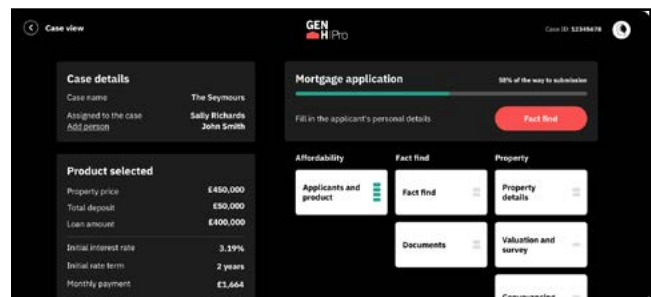 Case view
GEN
H Pro
Case ID: 12345678
Case details
Case name The Seymours
Assigned to the case Sally Richards
Add person John Smith
Product selected
Property price £450,000
Total deposit £50,000
Loan amount £400,000
Initial interest rate 3.19%
Initial rate term 2 years
Monthly payment £1,664
Mortgage application
58% of the way to submission
Fill in the applicant's personal details
Fact find
Affordability
Applicants and
product
Fact find
Fact find
Documents
Property
Property
details
Valuation and
survey
Conveyancing